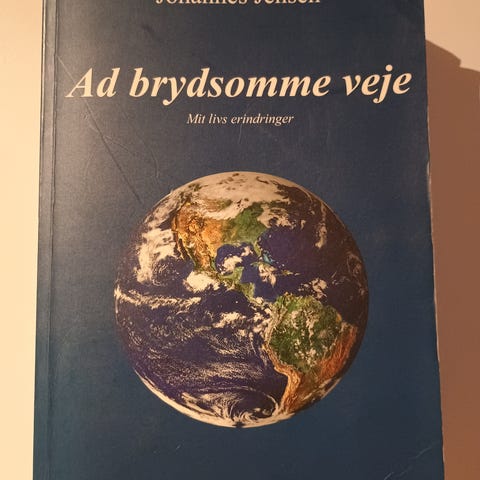 Johannes Jensen
Ad brydsomme veje
Mit livs erindringer